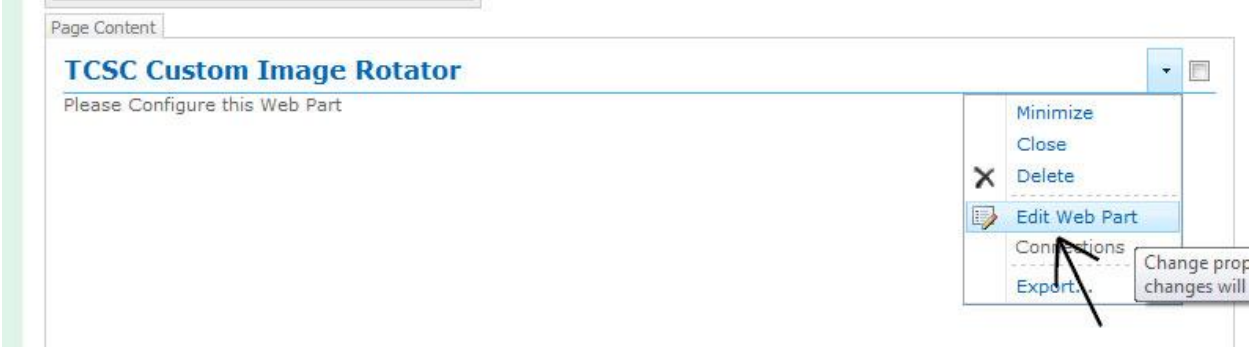 Page Content
TCSC Custom Image Rotator
Please Configure this Web Part
Minimize
Close
Delete
Edit Web Part
Connections
Change prop
changes will
Export...